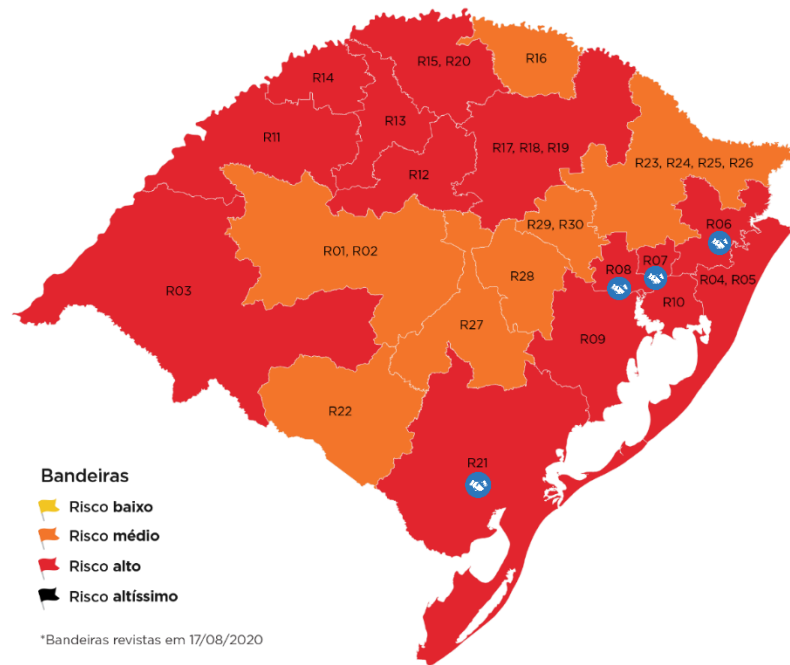 R16
R15, R20
R14
R13
R11
R17, R18, R19
R23, R24, R25, R26
R12
R29, R30
R06
R01, R02
R07
R08
R28
R04, R05
R03
R10
R27
R09
R22
R21
Bandeiras
Risco baixo
Risco médio
Risco alto
Risco altíssimo
*Bandeiras revistas em 17/08/2020